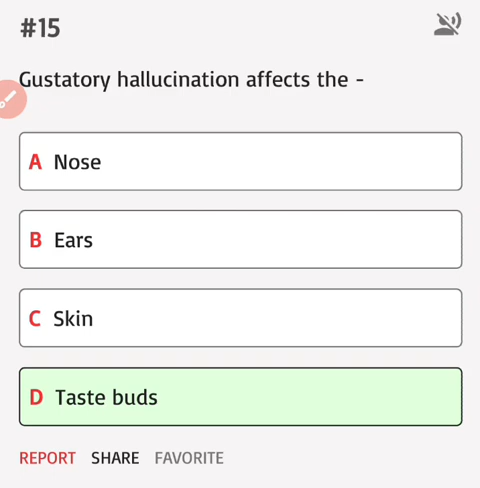 #15
Gustatory hallucination affects the -
A Nose
B Ears
C Skin
D Taste buds
REPORT SHARE FAVORITE